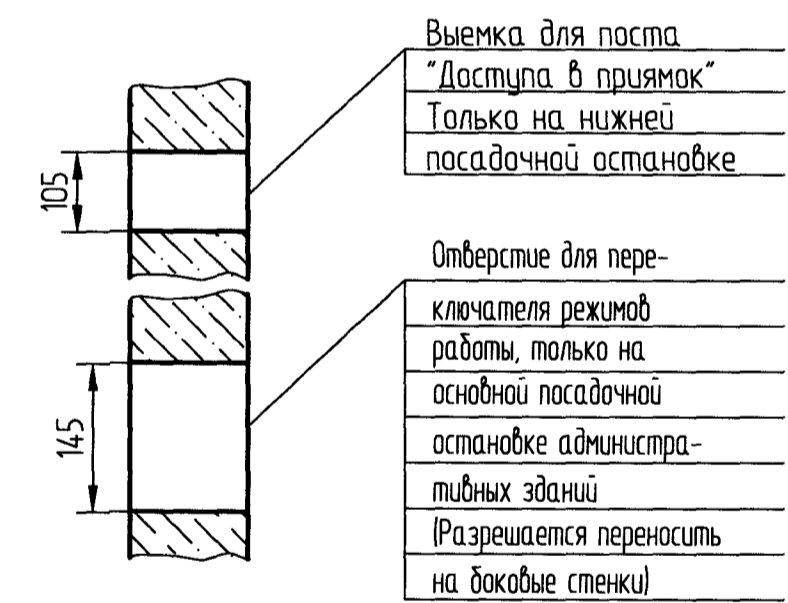 Выемка для поста
"Доступа в приямок"
Только на нижней
посадочной остановке
105
Отверстие для пере-
ключателя режимов
работы, только на
основной посадочной
остановке администра-
тивных зданий
(Разрешается переносить
на боковые стенки)
145